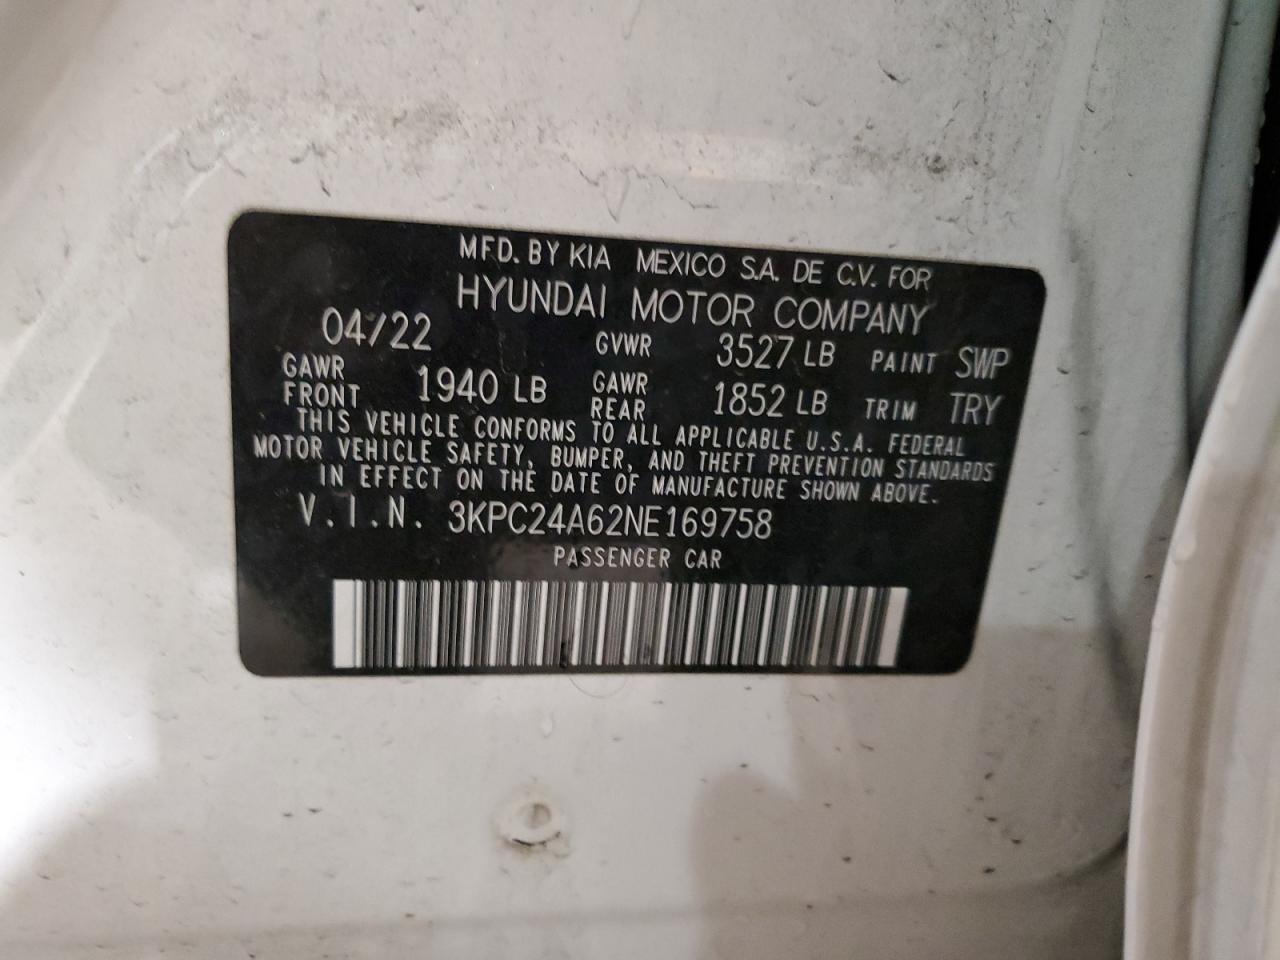 MFD. BY KIA MEXICO S.A. DE C.V. FOR
HYUNDAI MOTOR COMPANY
04/22 GVWR 3527 LB PAINT SWP
GAWR FRONT 1940 LB GAWR REAR 1852 LB TRIM TRY
THIS VEHICLE CONFORMS TO ALL APPLICABLE U.S.A. FEDERAL
MOTOR VEHICLE SAFETY, BUMPER, AND THEFT PREVENTION STANDARDS
IN EFFECT ON THE DATE OF MANUFACTURE SHOWN ABOVE.
V.I.N. 3KPC24A62NE169758
PASSENGER CAR